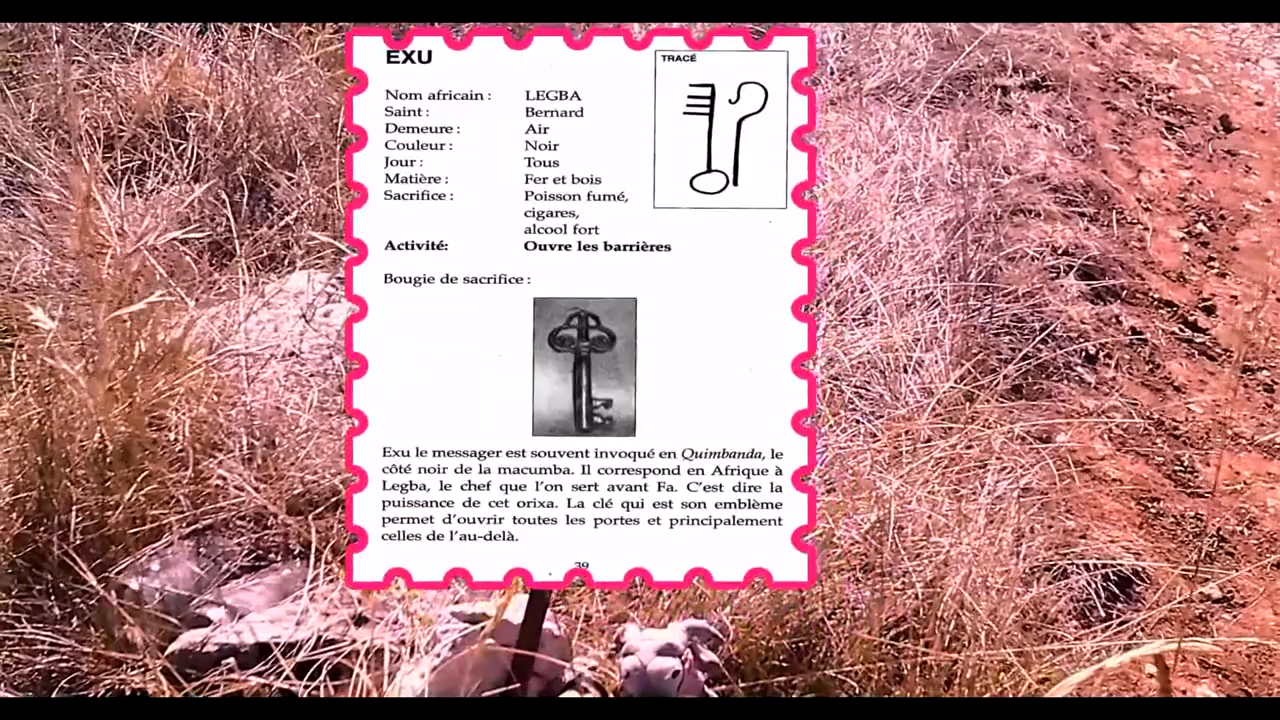 EXU
TRACÉ
Nom africain : LEGBA
Saint : Bernard
Demeure : Air
Couleur : Noir
Jour : Tous
Matière : Fer et bois
Sacrifice : Poisson fumé,
cigares,
alcool fort
Activité: Ouvre les barrières
Bougie de sacrifice :
Exu le messager est souvent invoqué en Quimbanda, le
côté noir de la macumba. Il correspond en Afrique à
Legba, le chef que l'on sert avant Fa. C'est dire la
puissance de cet orixa. La clé qui est son emblème
permet d'ouvrir toutes les portes et principalement
celles de l'au-delà.
39